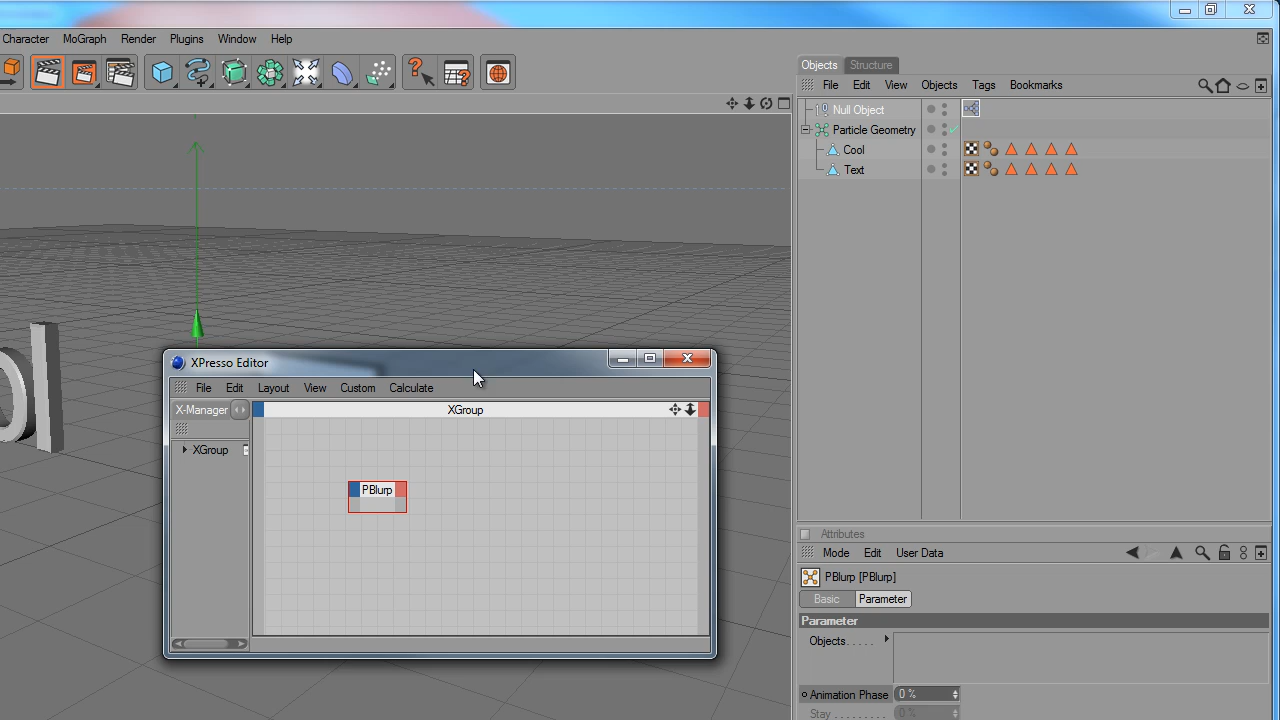 Character MoGraph Render Plugins Window Help
Objects Structure
File Edit View Objects Tags Bookmarks
Null Object
Particle Geometry
Cool
Text
XPresso Editor
File Edit Layout View Custom Calculate
X-Manager
XGroup
XGroup
PBlurp
Attributes
Mode Edit User Data
PBlurp [PBlurp]
Basic Parameter
Parameter
Objects. . . . .
Animation Phase 0 %
Stay . . . . . . . 0 %